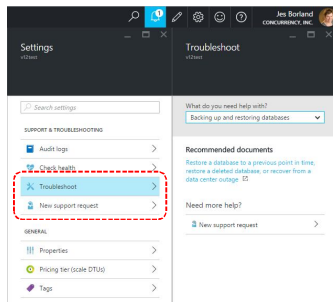 1
Jes Borland
CONCURRENCY, INC.
Settings
v12test
Search settings
SUPPORT & TROUBLESHOOTING
Audit logs
Check health
Troubleshoot
New support request
GENERAL
Properties
Pricing tier (scale DTUs)
Tags
Troubleshoot
v12test
What do you need help with?
Backing up and restoring databases
Recommended documents
Restore a database to a previous point in time,
restore a deleted database, or recover from a
data center outage
Need more help?
New support request